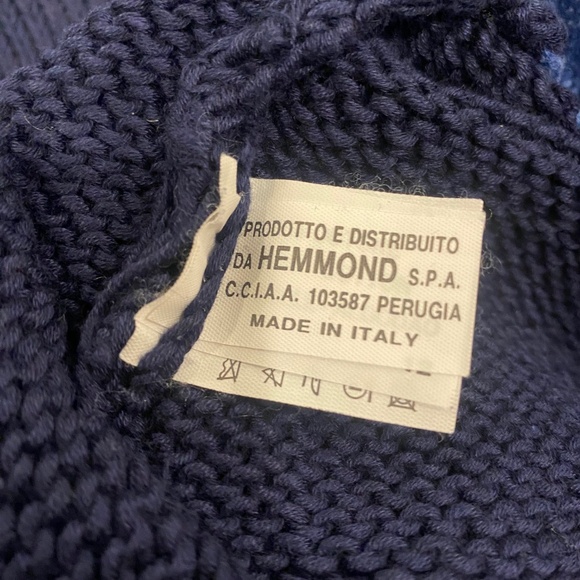 PRODOTTO E DISTRIBUITO
DA HEMMOND S.P.A.
C.C.I.A.A. 103587 PERUGIA
MADE IN ITALY